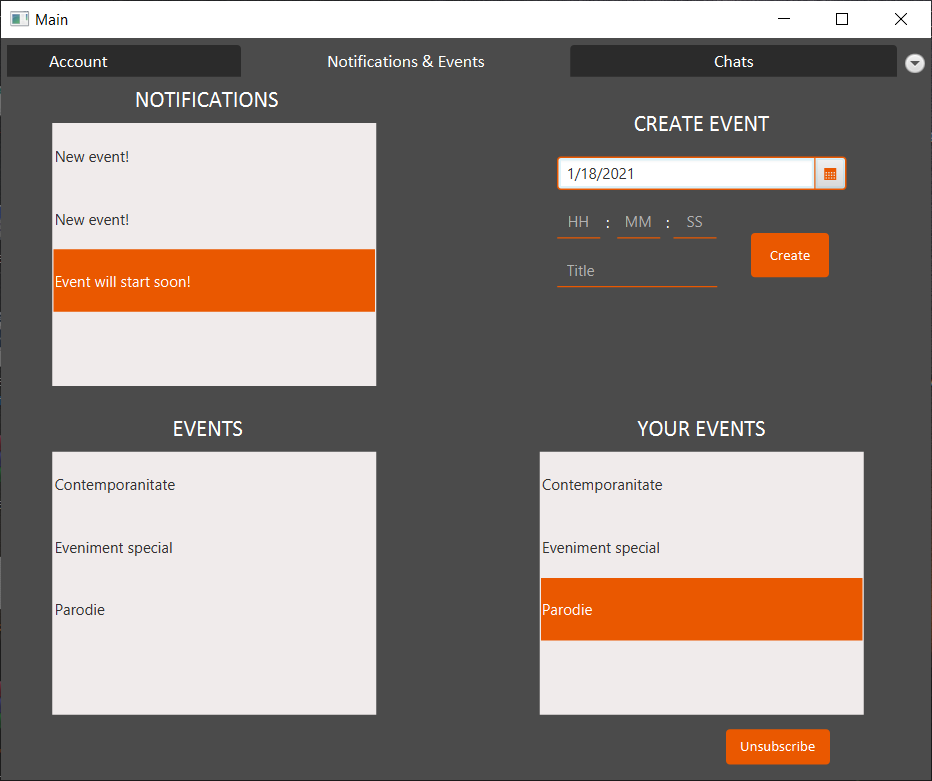 Main
Account
Notifications & Events
Chats
NOTIFICATIONS
New event!
New event!
Event will start soon!
CREATE EVENT
1/18/2021
HH : MM : SS
Title
Create
EVENTS
Contemporanitate
Eveniment special
Parodie
YOUR EVENTS
Contemporanitate
Eveniment special
Parodie
Unsubscribe